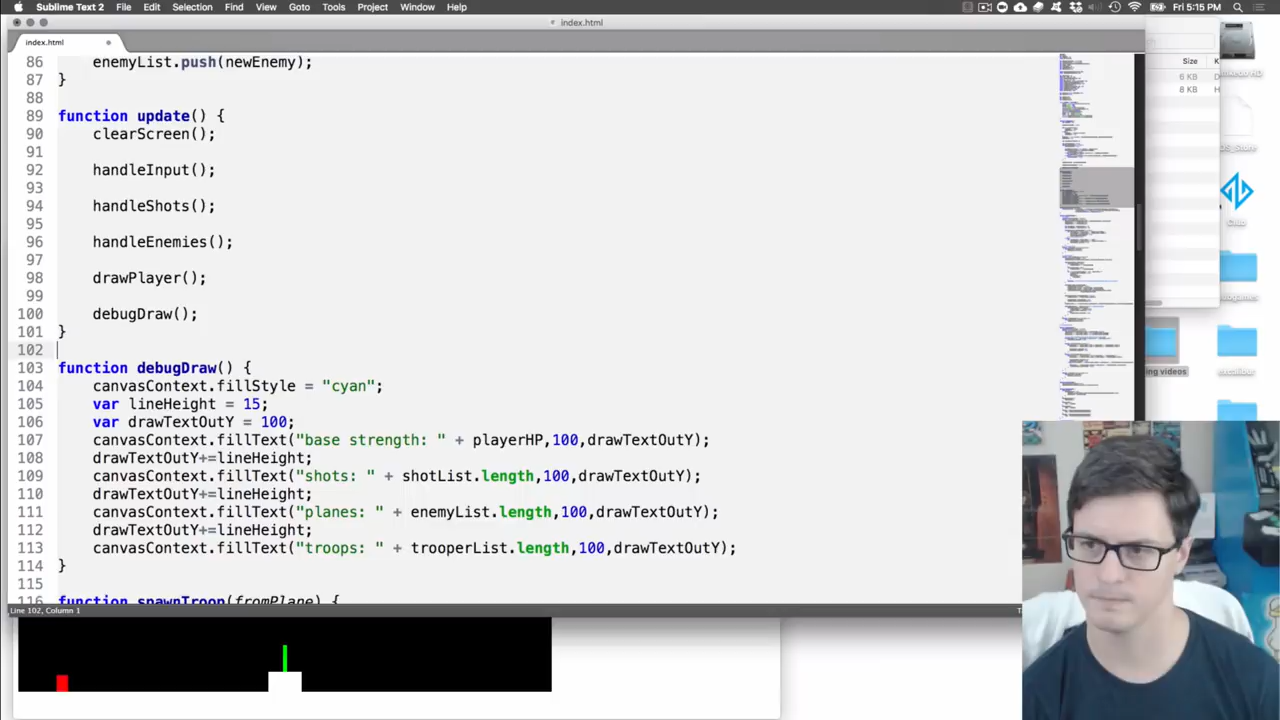 Sublime Text 2 File Edit Selection Find View Goto Tools Project Window Help
Fri 5:15 PM
index.html
index.html
Size
6 KB
8 KB
86 enemyList.push(newEnemy);
87 }
88
89 function update() {
90 clearScreen();
91
92 handleInput();
93
94 handleShots();
95
96 handleEnemies();
97
98 drawPlayer();
99
100 debugDraw();
101 }
102
103 function debugDraw() {
104 canvasContext.fillStyle = "cyan";
105 var lineHeight = 15;
106 var drawTextOutY = 100;
107 canvasContext.fillText("base strength: " + playerHP,100,drawTextOutY);
108 drawTextOutY+=lineHeight;
109 canvasContext.fillText("shots: " + shotList.length,100,drawTextOutY);
110 drawTextOutY+=lineHeight;
111 canvasContext.fillText("planes: " + enemyList.length,100,drawTextOutY);
112 drawTextOutY+=lineHeight;
113 canvasContext.fillText("troops: " + trooperList.length,100,drawTextOutY);
114 }
115
116 function spawnTroop(fromPlane) {
Line 102, Column 1
ing videos